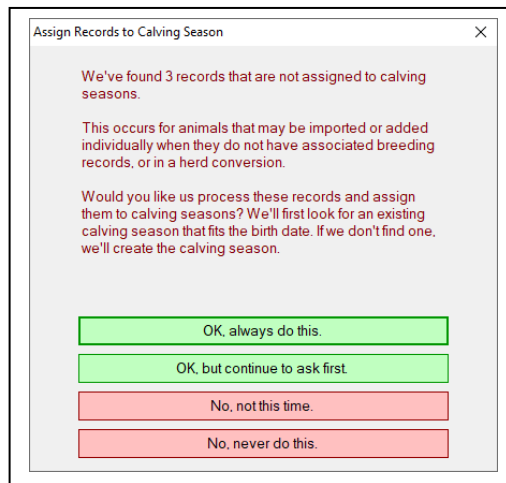 Assign Records to Calving Season
We've found 3 records that are not assigned to calving
seasons.
This occurs for animals that may be imported or added
individually when they do not have associated breeding
records, or in a herd conversion.
Would you like us process these records and assign
them to calving seasons? We'll first look for an existing
calving season that fits the birth date. If we don't find one,
we'll create the calving season.
OK, always do this.
OK, but continue to ask first.
No, not this time.
No, never do this.